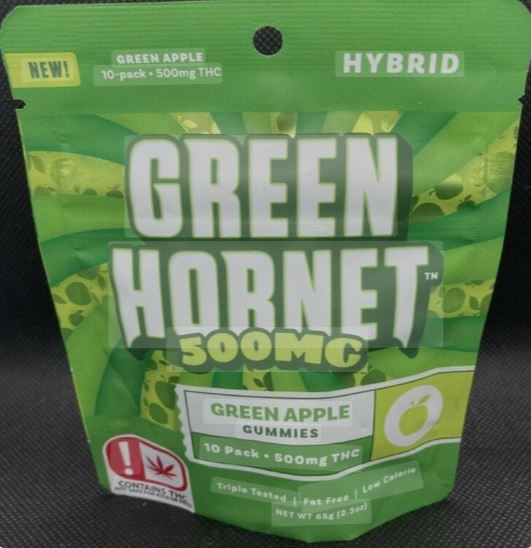 NEW!
GREEN APPLE
10-pack • 500mg THC
HYBRID
GREEN
HORNET™
500MG
GREEN APPLE
GUMMIES
10 Pack • 500mg THC
!
CONTAINS THC
Triple Tested | Fat Free | Low Calorie
NET WT 65g (2.3oz)